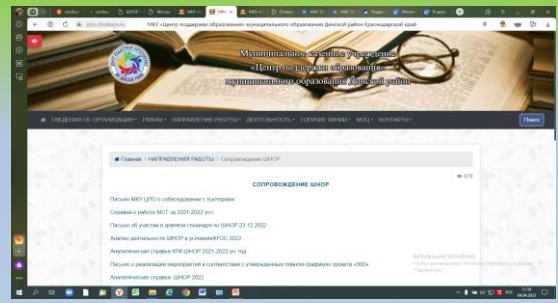 МКУ «Центр поддержки образования» муниципального образования Динской район Краснодарский край
Муниципальное казенное учреждение
«Центр поддержки образования»
муниципального образования Динской район
СВЕДЕНИЯ ОБ ОРГАНИЗАЦИИ ПЛАНЫ НАПРАВЛЕНИЯ РАБОТЫ ДЕЯТЕЛЬНОСТЬ ГОРЯЧИЕ ЛИНИИ МОЦ КОНТАКТЫ Поиск
Главная / НАПРАВЛЕНИЯ РАБОТЫ / Сопровождение ШНОР
479
СОПРОВОЖДЕНИЕ ШНОР
Письмо МКУ ЦПО о собеседовании с тьюторами
Справка о работе МСТ за 2021-2022 уч.г
Письмо об участии в краевом семинаре по ШНОР 23.12.2022
Анализ деятельности ШНОР в условиях ФГОС 2022
Аналитическая справка КПК ШНОР 2021-2022 уч. год
Письмо о реализации мероприятий в соответствии с утвержденным планом-графиком проекта «500»
Аналитическая справка ШНОР 2022
Активация Windows